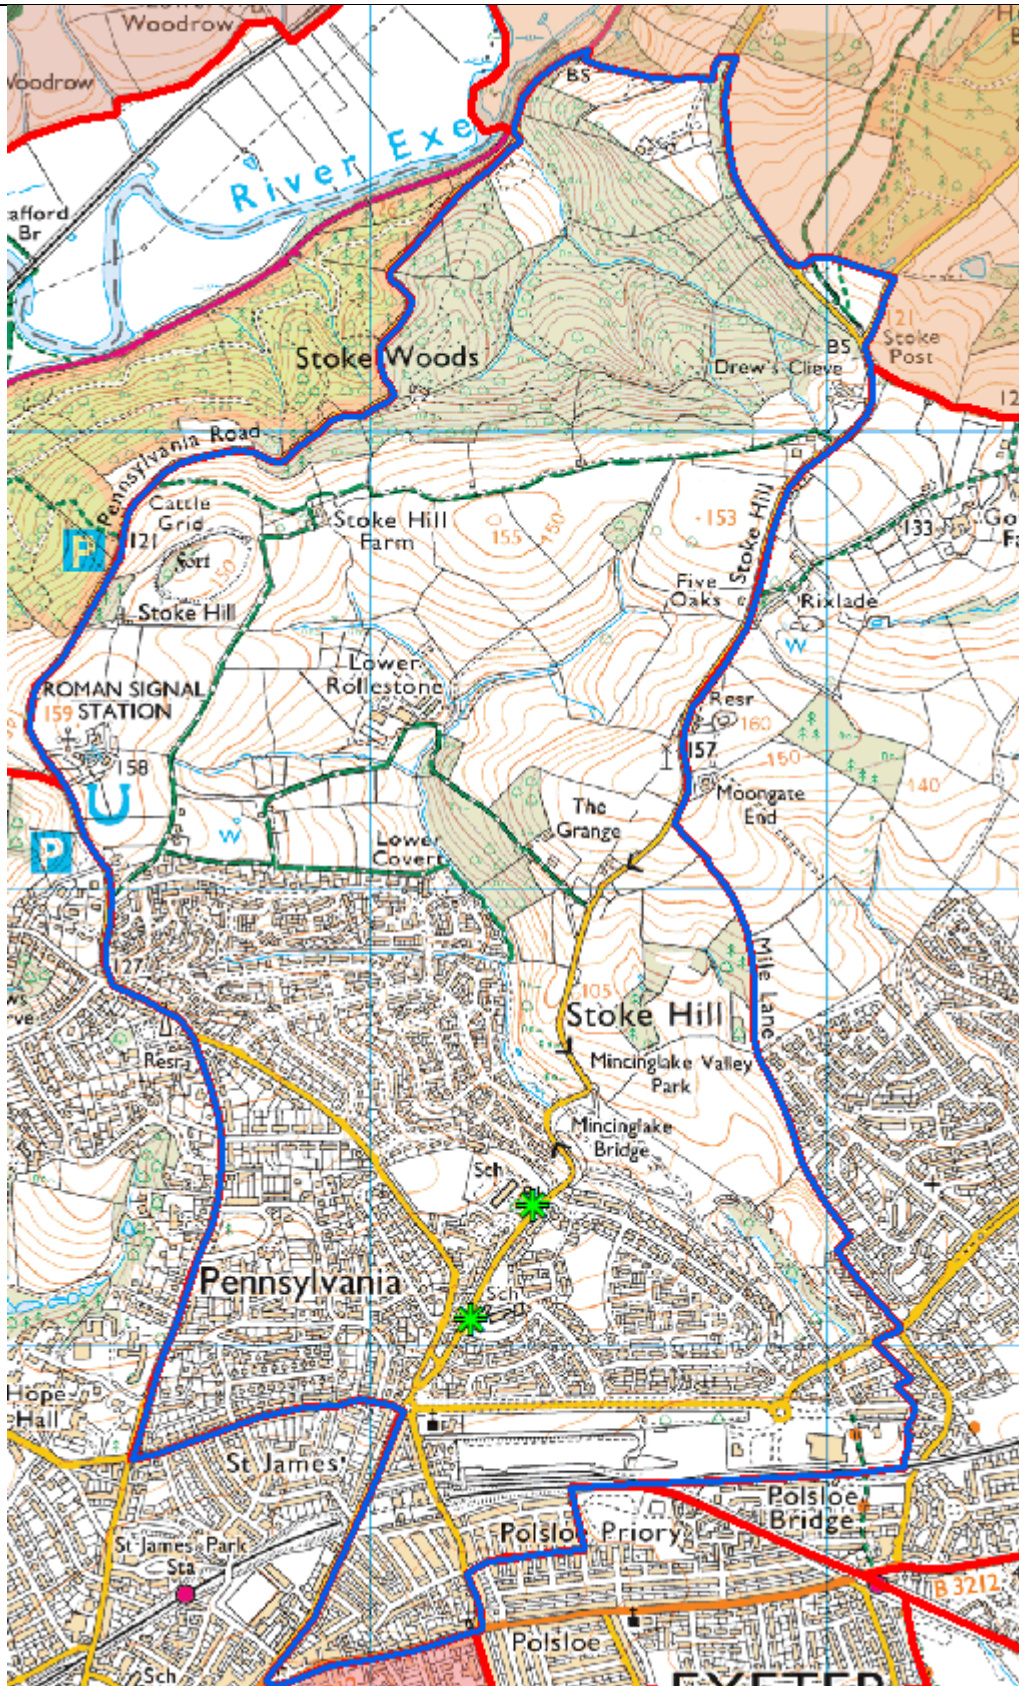 Woodrow
Woodrow
BS
River Exe
afford
Br
121
Stoke
Post
BS
Drew's Clieve
Stoke Woods
Pennsylvania Road
Cattle
Grid
121
Fort
150
P
Stoke Hill
Farm
155
150
153
Stoke Hill
133
Five
Oaks
Rixlade
W
Stoke Hill
Lower
Rollestone
ROMAN SIGNAL
STATION
159
158
Resr
160
157
150
140
Moongate
End
The
Grange
P
W
Lower
Covert
127
Resr
105
Stoke Hill
Mile Lane
Mincinglake Valley
Park
Mincinglake
Bridge
Sch
Pennsylvania
Sch
Hope
Hall
St James'
Polsloe
Bridge
Polsloe Priory
St James Park
Sta
B 3212
Polsloe
Sch
EXETER